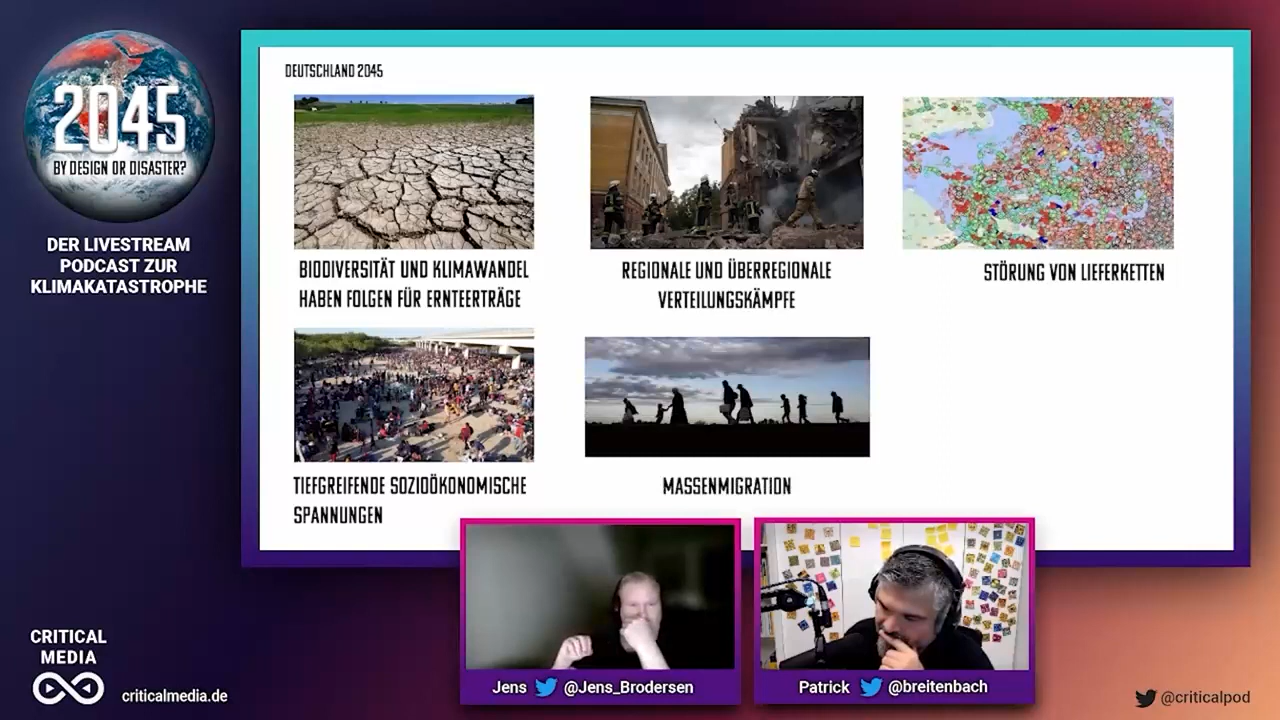 2045
BY DESIGN OR DISASTER?
DER LIVESTREAM
PODCAST ZUR
KLIMAKATASTROPHE
DEUTSCHLAND 2045
BIODIVERSITÄT UND KLIMAWANDEL
HABEN FOLGEN FÜR ERNTEERTRÄGE
REGIONALE UND ÜBERREGIONALE
VERTEILUNGSKÄMPFE
STÖRUNG VON LIEFERKETTEN
TIEFGREIFENDE SOZIOÖKONOMISCHE
SPANNUNGEN
MASSENMIGRATION
Jens @Jens_Brodersen
Patrick @breitenbach
CRITICAL
MEDIA
criticalmedia.de
@criticalpod